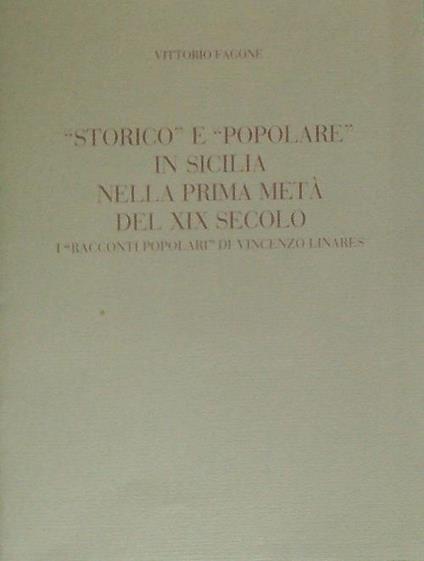 VITTORIO FAGONE
“STORICO” E “POPOLARE”
IN SICILIA
NELLA PRIMA METÀ
DEL XIX SECOLO
I “RACCONTI POPOLARI” DI VINCENZO LINARES